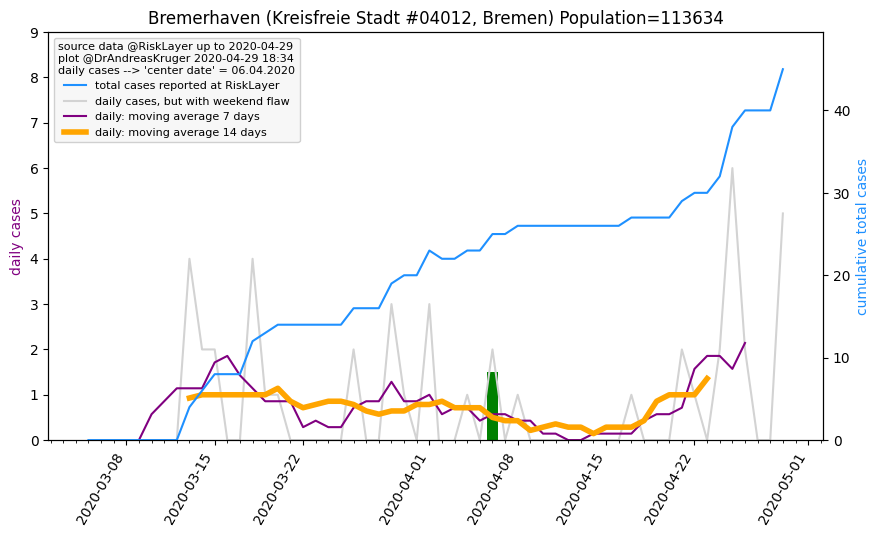 Bremerhaven (Kreisfreie Stadt #04012, Bremen) Population=113634
source data @RiskLayer up to 2020-04-29
plot @DrAndreasKruger 2020-04-29 18:34
daily cases --> 'center date' = 06.04.2020
total cases reported at RiskLayer
daily cases, but with weekend flaw
daily: moving average 7 days
daily: moving average 14 days
9
8
7
6
5
4
3
2
1
0
daily cases
40
30
20
10
0
cumulative total cases
2020-03-08
2020-03-15
2020-03-22
2020-04-01
2020-04-08
2020-04-15
2020-04-22
2020-05-01